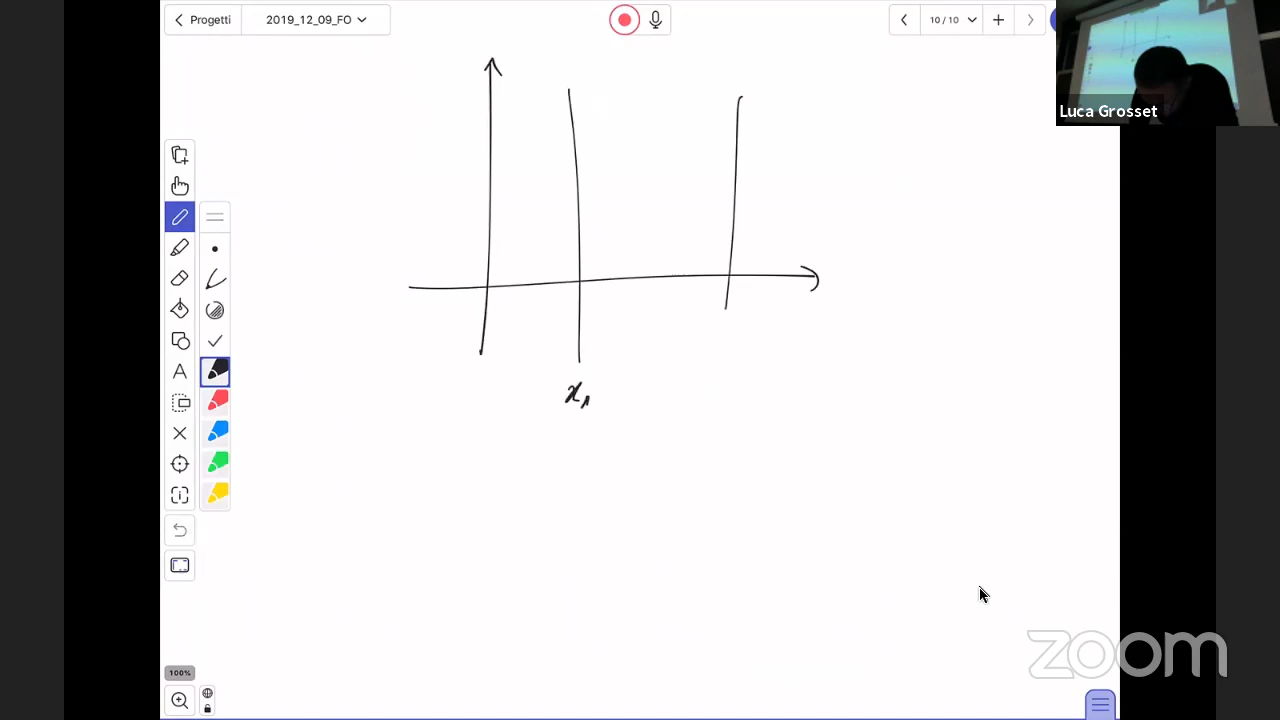 Progetti
2019_12_09_FO
10/10
Luca Grosset
x₁
A
100%
zoom